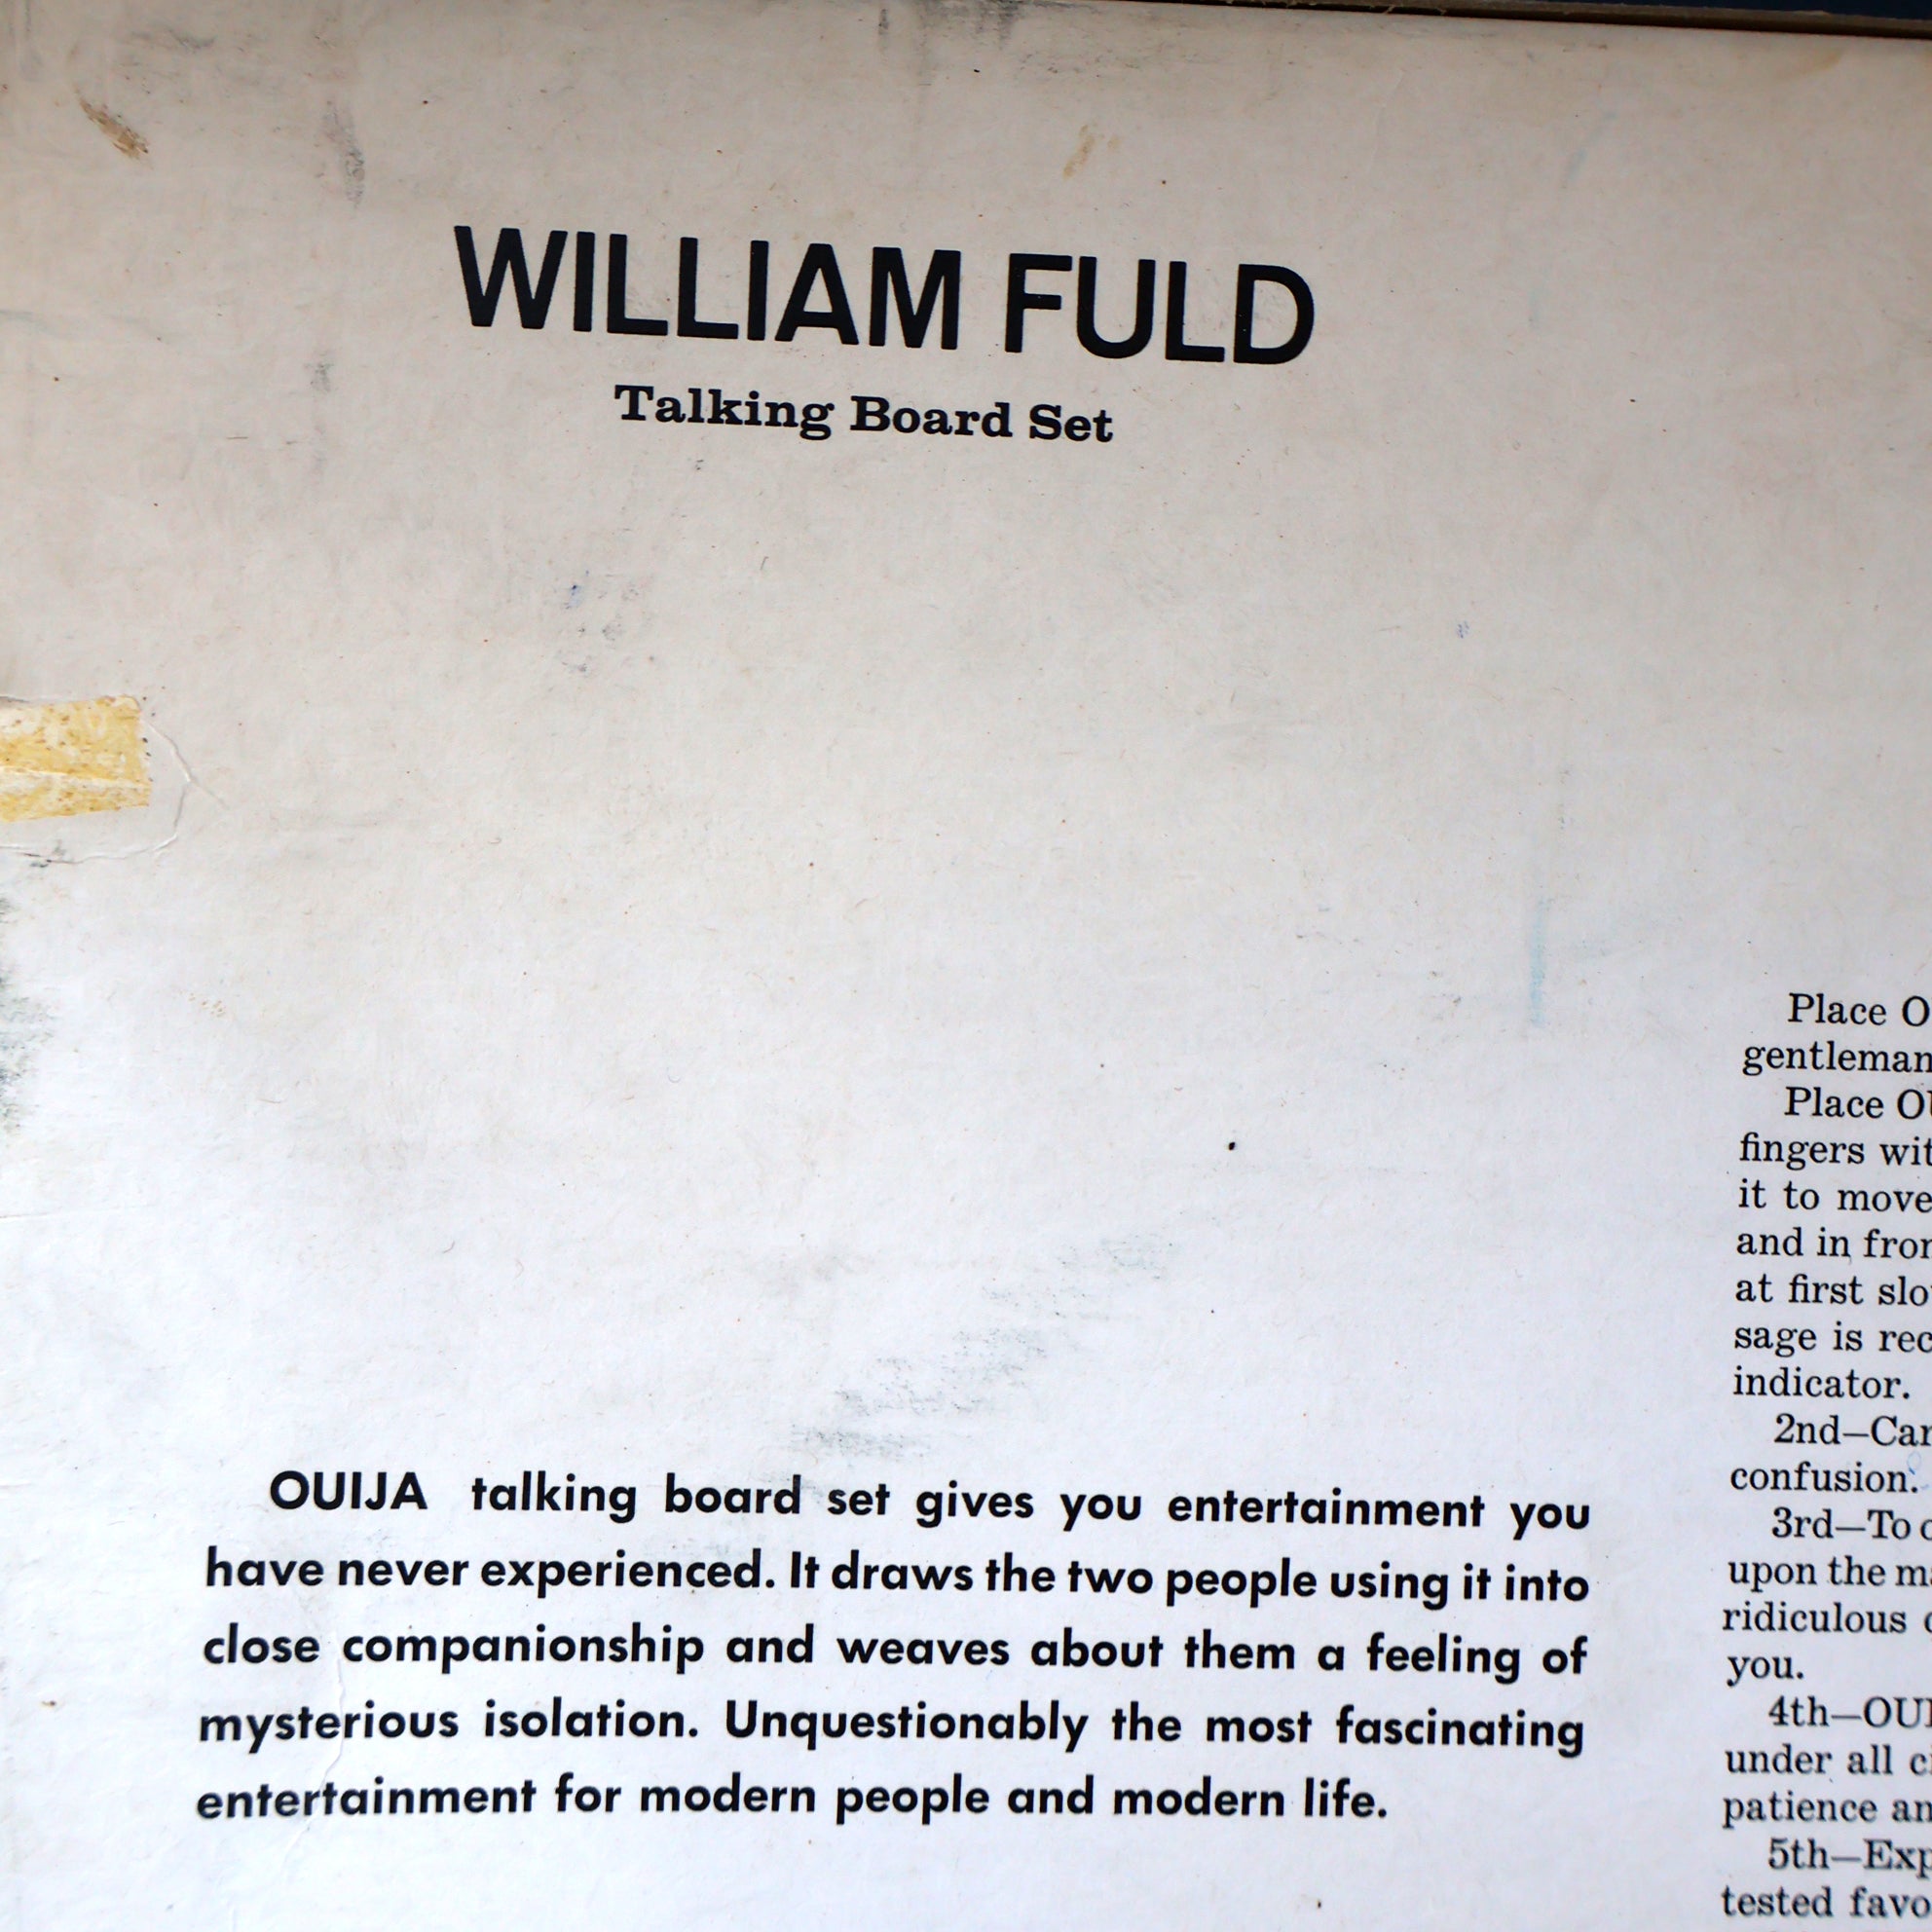 WILLIAM FULD
Talking Board Set
OUIJA talking board set gives you entertainment you
have never experienced. It draws the two people using it into
close companionship and weaves about them a feeling of
mysterious isolation. Unquestionably the most fascinating
entertainment for modern people and modern life.
Place
gentleman
Place
fingers
it to move
and in
at first
sage is
indicator.
2nd—
confusion.
3rd—To
upon the
ridiculous
you.
4th—
under all
patience
5th—
tested